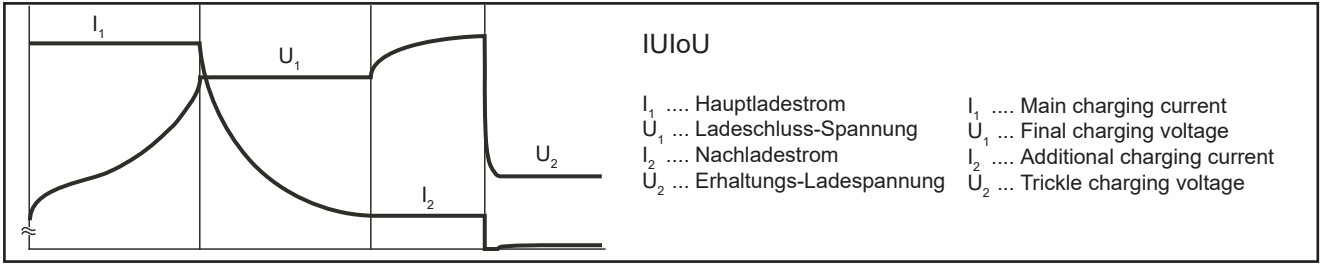 I₁
U₁
I₂
U₂
IUIoU
I₁ .... Hauptladestrom
U₁ ... Ladeschluss-Spannung
I₂ .... Nachladestrom
U₂ ... Erhaltungs-Ladespannung
I₁ .... Main charging current
U₁ ... Final charging voltage
I₂ .... Additional charging current
U₂ ... Trickle charging voltage